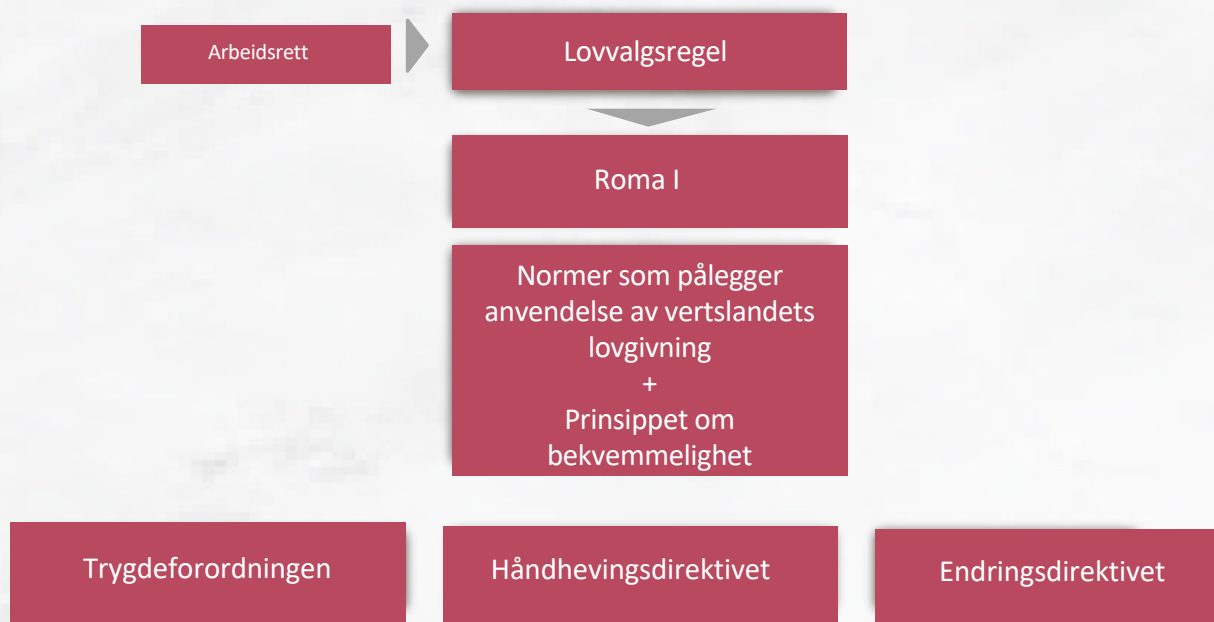 Arbeidsrett
Lovvalgsregel
Roma I
Normer som pålegger
anvendelse av vertslandets
lovgivning
+
Prinsippet om
bekvemmelighet
Trygdeforordningen
Håndhevingsdirektivet
Endringsdirektivet